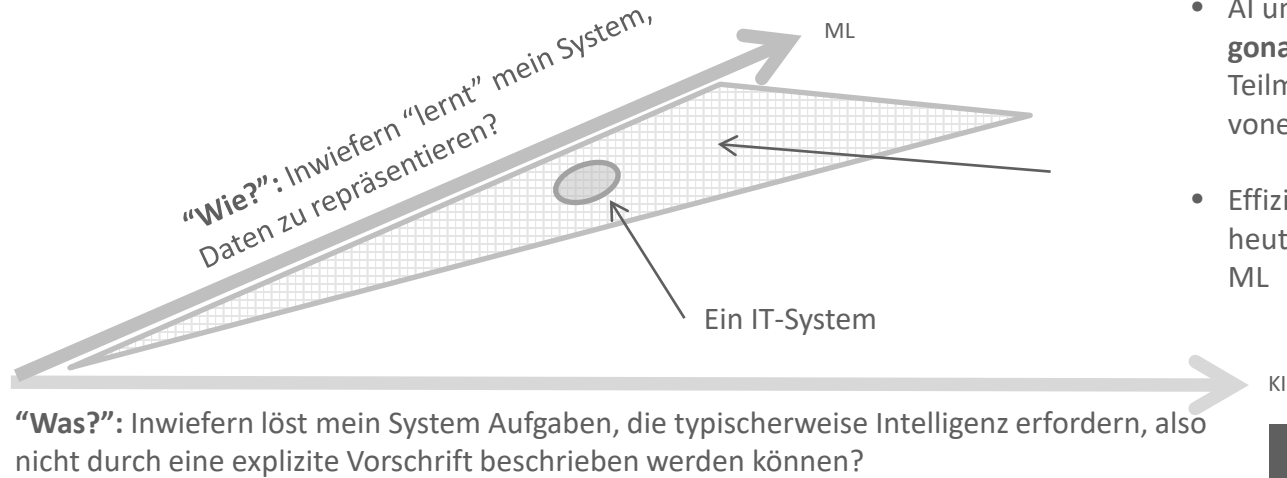 ML
“Wie?”: Inwiefern “lernt” mein System,
Daten zu repräsentieren?
Ein IT-System
KI
“Was?”: Inwiefern löst mein System Aufgaben, die typischerweise Intelligenz erfordern, also
nicht durch eine explizite Vorschrift beschrieben werden können?
• AI un
gona
Teilm
vone
• Effizi
heut
ML